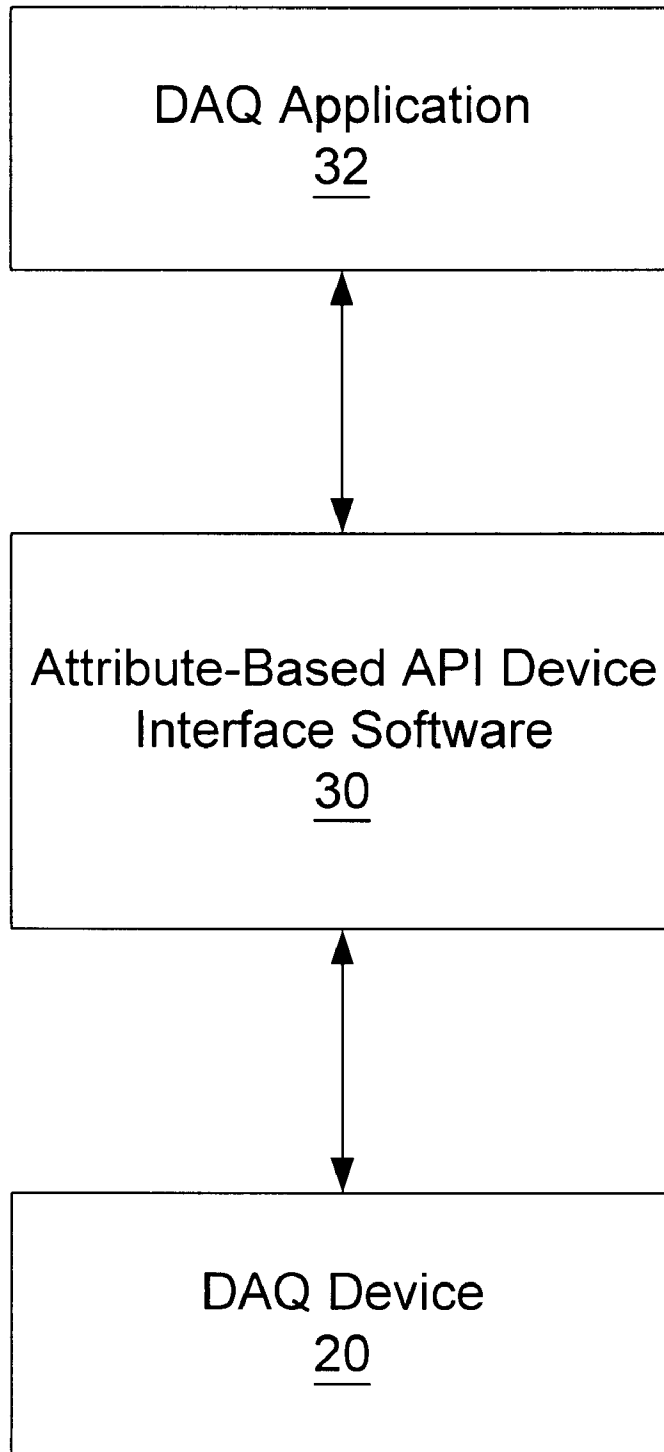 DAQ Application
32
Attribute-Based API Device
Interface Software
30
DAQ Device
20